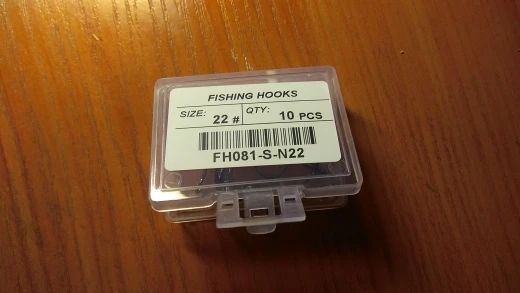 FISHING HOOKS
SIZE: 22 # QTY: 10 PCS
FH081-S-N22